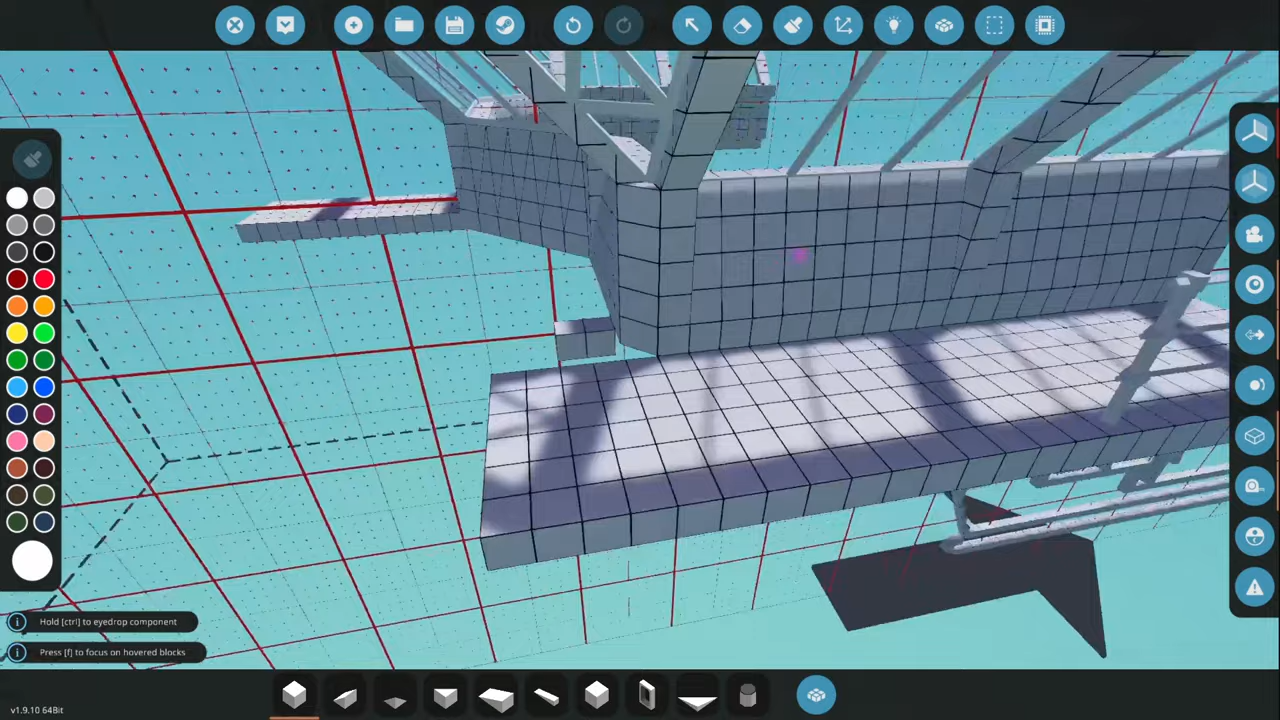 Hold [ctrl] to eyedrop component
Press [f] to focus on hovered blocks
v1.9.10 64Bit